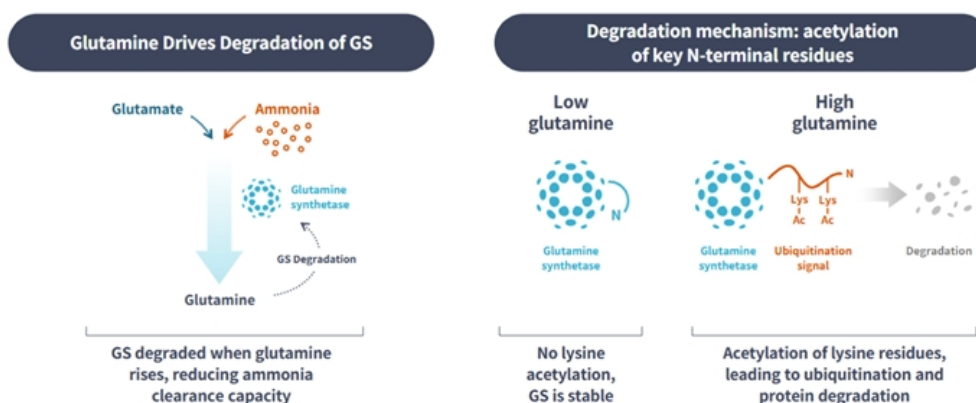 Glutamine Drives Degradation of GS
Glutamate
Ammonia
Glutamine
synthetase
GS Degradation
Glutamine
GS degraded when glutamine
rises, reducing ammonia
clearance capacity
Degradation mechanism: acetylation
of key N-terminal residues
Low
glutamine
N
Glutamine
synthetase
No lysine
acetylation,
GS is stable
High
glutamine
N
Lys Lys
Ac Ac
Glutamine
synthetase
Ubiquitination
signal
Degradation
Acetylation of lysine residues,
leading to ubiquitination and
protein degradation